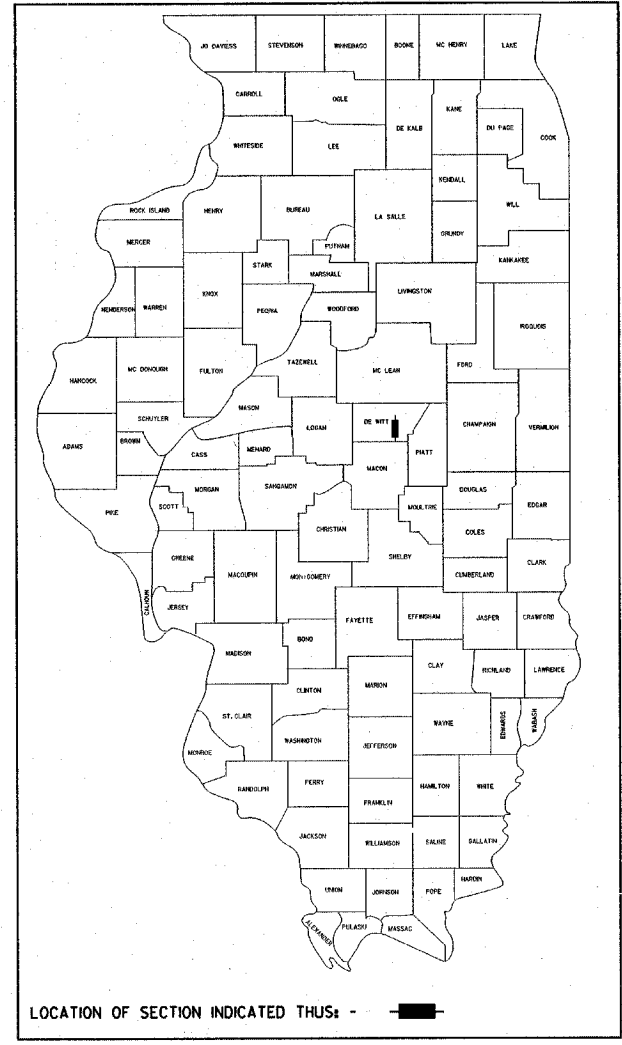 JO DAVIESS STEVENSON WINNEBAGO BOONE MC HENRY LAKE
CARROLL OGLE DE KALB KANE DU PAGE COOK
WHITESIDE LEE
KENDALL WILL
ROCK ISLAND HENRY BUREAU LA SALLE GRUNDY
MERCER PUTNAM KANKAKEE
STARK MARSHALL
HENDERSON WARREN KNOX PEORIA WOODFORD LIVINGSTON IROQUOIS
TAZEWELL MC LEAN FORD
HANCOCK MC DONOUGH FULTON
MASON CHAMPAIGN VERMILION
SCHUYLER LOGAN DE WITT
ADAMS BROWN CASS MENARD PIATT
MACON
MORGAN SANGAMON DOUGLAS
PIKE SCOTT MOULTRIE EDGAR
CHRISTIAN COLES
GREENE SHELBY
MACOUPIN MONTGOMERY CUMBERLAND CLARK
CALHOUN JERSEY
FAYETTE EFFINGHAM JASPER CRAWFORD
BOND
MADISON CLAY RICHLAND LAWRENCE
CLINTON MARION
ST. CLAIR WAYNE EDWARDS WABASH
WASHINGTON JEFFERSON
MONROE
RANDOLPH PERRY HAMILTON WHITE
FRANKLIN
JACKSON WILLIAMSON SALINE GALLATIN
UNION JOHNSON POPE HARDIN
ALEXANDER PULASKI MASSAC
LOCATION OF SECTION INDICATED THUS: -